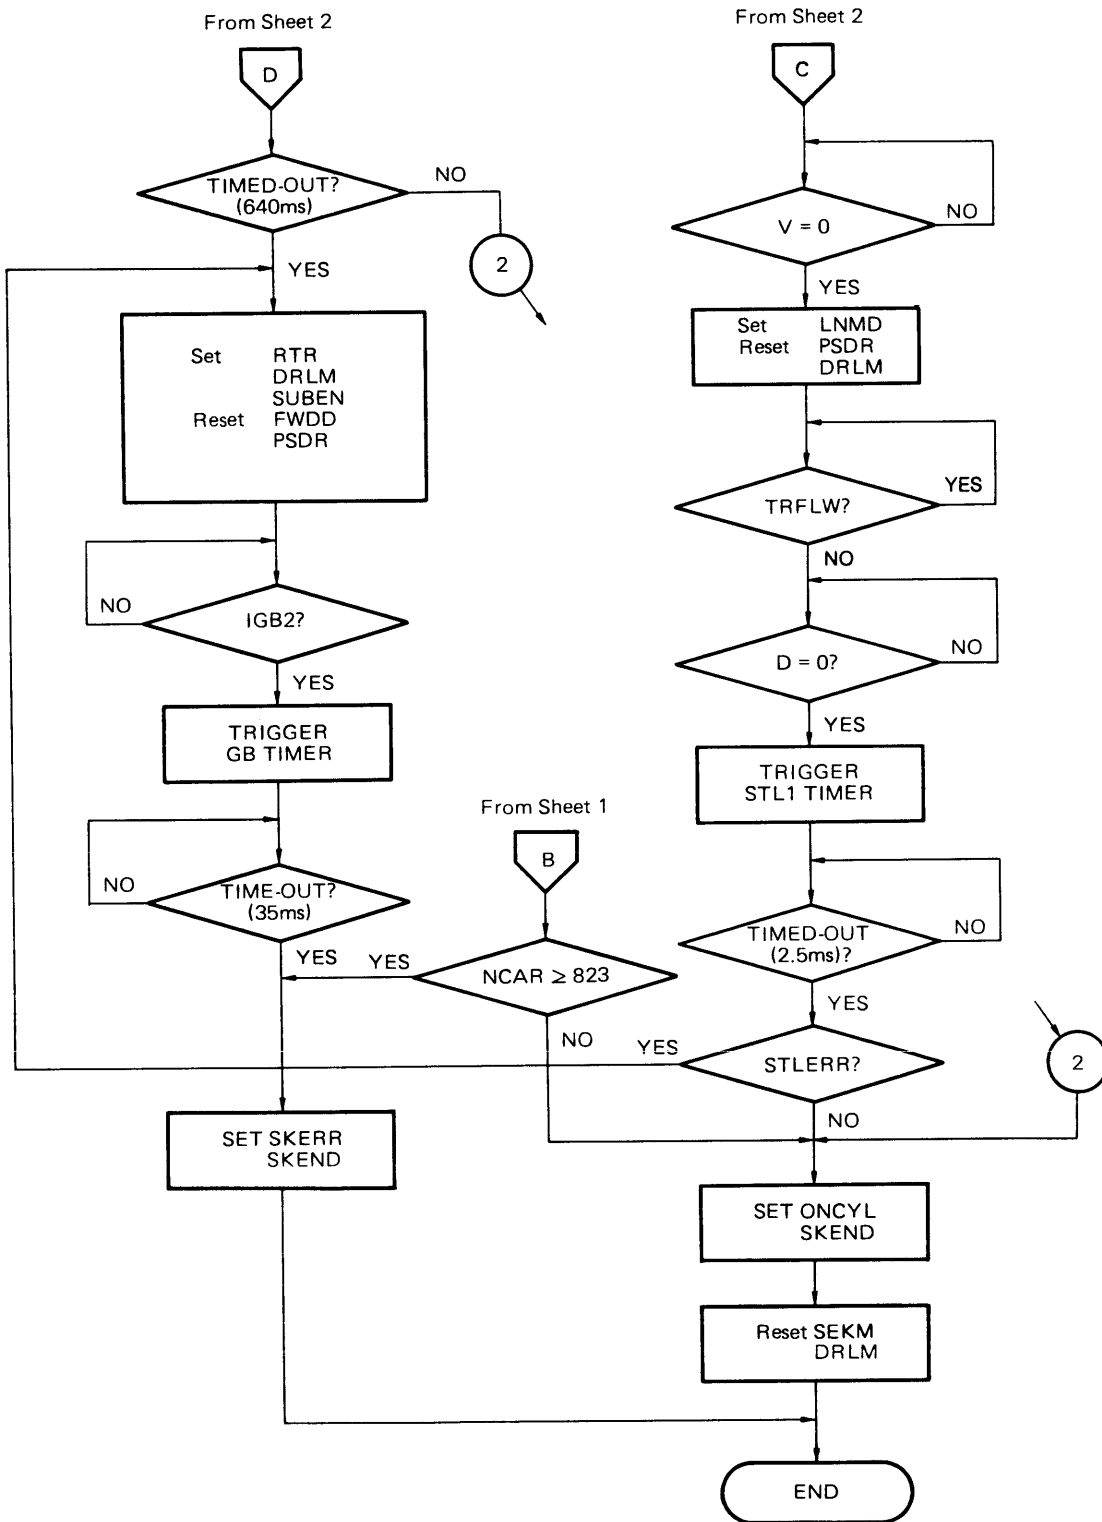 From Sheet 2
D
TIMED-OUT?
(640ms)
NO
2
YES
Set RTR
DRLM
SUBEN
Reset FWDD
PSDR
NO
IGB2?
YES
TRIGGER
GB TIMER
NO
TIME-OUT?
(35ms)
YES
SET SKERR
SKEND
From Sheet 1
B
YES
NCAR ≥ 823
NO
From Sheet 2
C
V = 0
NO
YES
Set LNMD
Reset PSDR
DRLM
TRFLW?
YES
NO
D = 0?
NO
YES
TRIGGER
STL1 TIMER
TIMED-OUT
(2.5ms)?
NO
YES
YES
STLERR?
2
NO
SET ONCYL
SKEND
Reset SEKM
DRLM
END